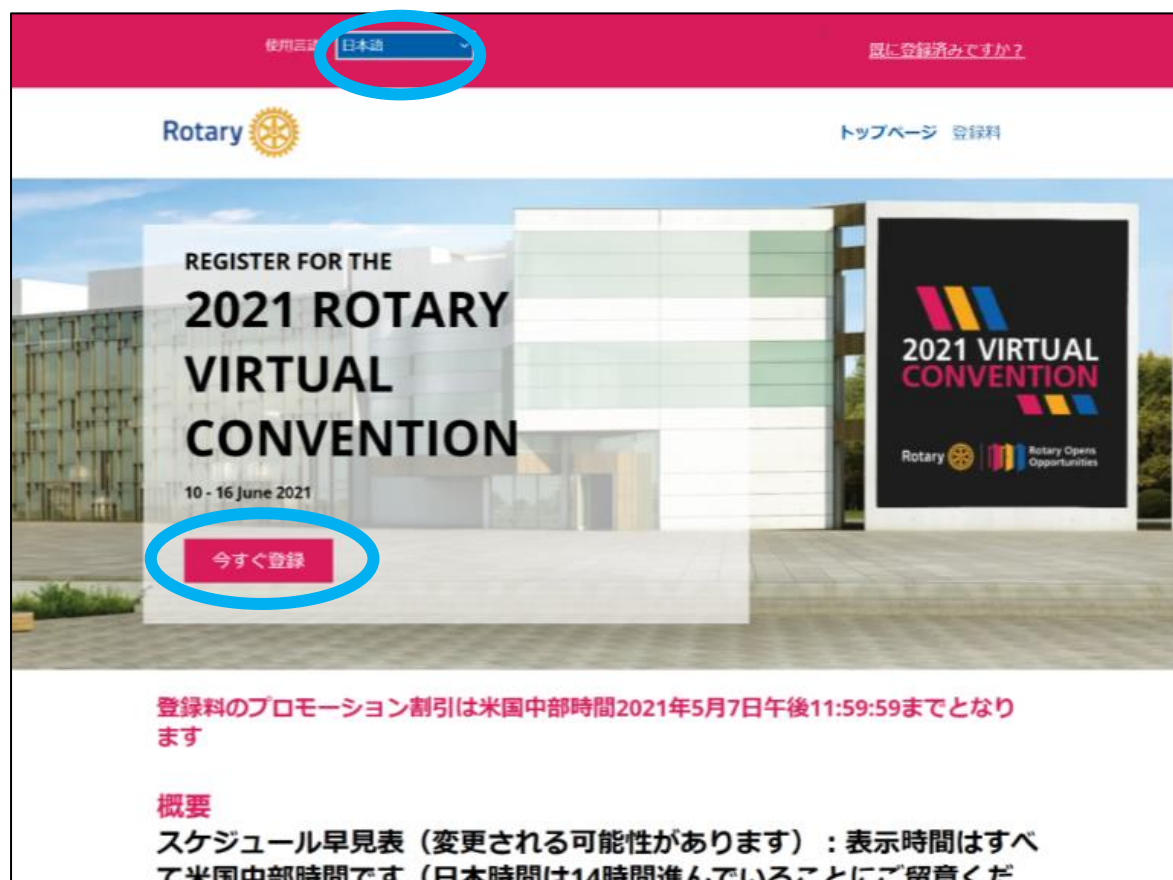 使用言語 日本語
既に登録済みですか？
Rotary
トップページ 登録料
REGISTER FOR THE
2021 ROTARY
VIRTUAL
CONVENTION
10 - 16 June 2021
今すぐ登録
2021 VIRTUAL
CONVENTION
Rotary
Rotary Opens
Opportunities
登録料のプロモーション割引は米国中部時間2021年5月7日午後11:59:59までとなり
ます
概要
スケジュール早見表（変更される可能性があります）：表示時間はすべ
て米国中部時間です（日本時間は14時間進んでいることにご留意くだ